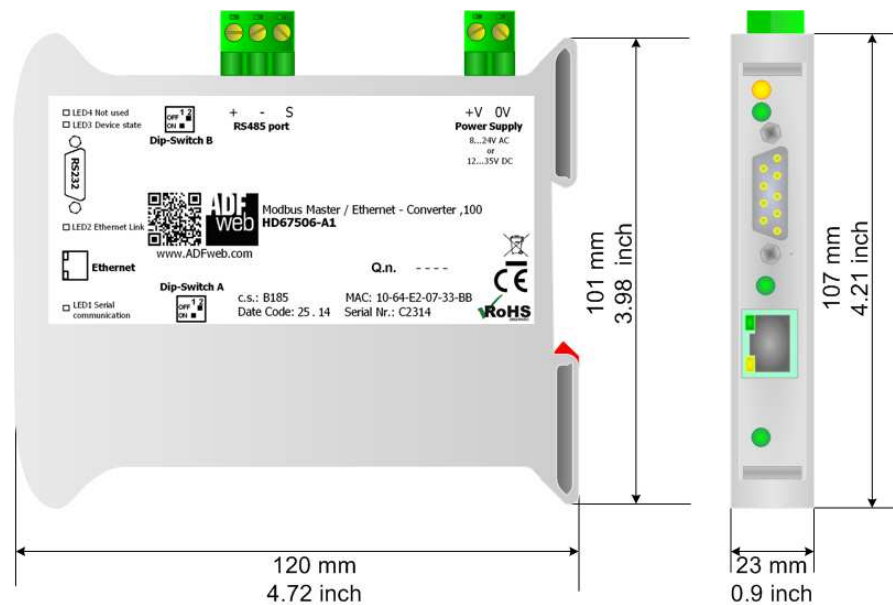 LED4 Not used
LED3 Device state
OFF 1 2
ON
Dip-Switch B
+ - S
RS485 port
+V 0V
Power Supply
8...24V AC
or
12...35V DC
RS232
LED2 Ethernet Link
ADF
web
www.ADFweb.com
Modbus Master / Ethernet - Converter ,100
HD67506-A1
Ethernet
Q.n. - - - -
CE
Dip-Switch A
OFF 1 2
ON
LED1 Serial
communication
c.s.: B185
MAC: 10-64-E2-07-33-BB
Date Code: 25 . 14
Serial Nr.: C2314
RoHS
101 mm
3.98 inch
107 mm
4.21 inch
120 mm
4.72 inch
23 mm
0.9 inch